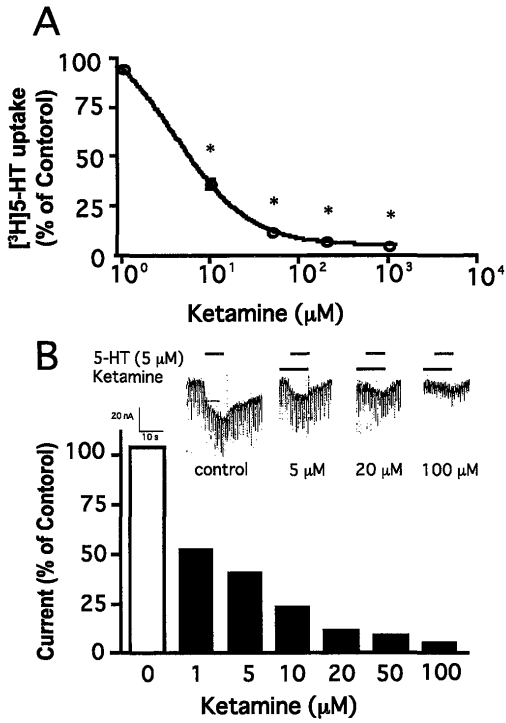 A
[³H]5-HT uptake
(% of Contorol)
100
75
50
25
0
*
*
*
*
10⁰ 10¹ 10² 10³ 10⁴
Ketamine (μM)
B
5-HT (5 μM)
Ketamine
20 nA
10 s
control 5 μM 20 μM 100 μM
Current (% of Contorol)
100
75
50
25
0
0 1 5 10 20 50 100
Ketamine (μM)